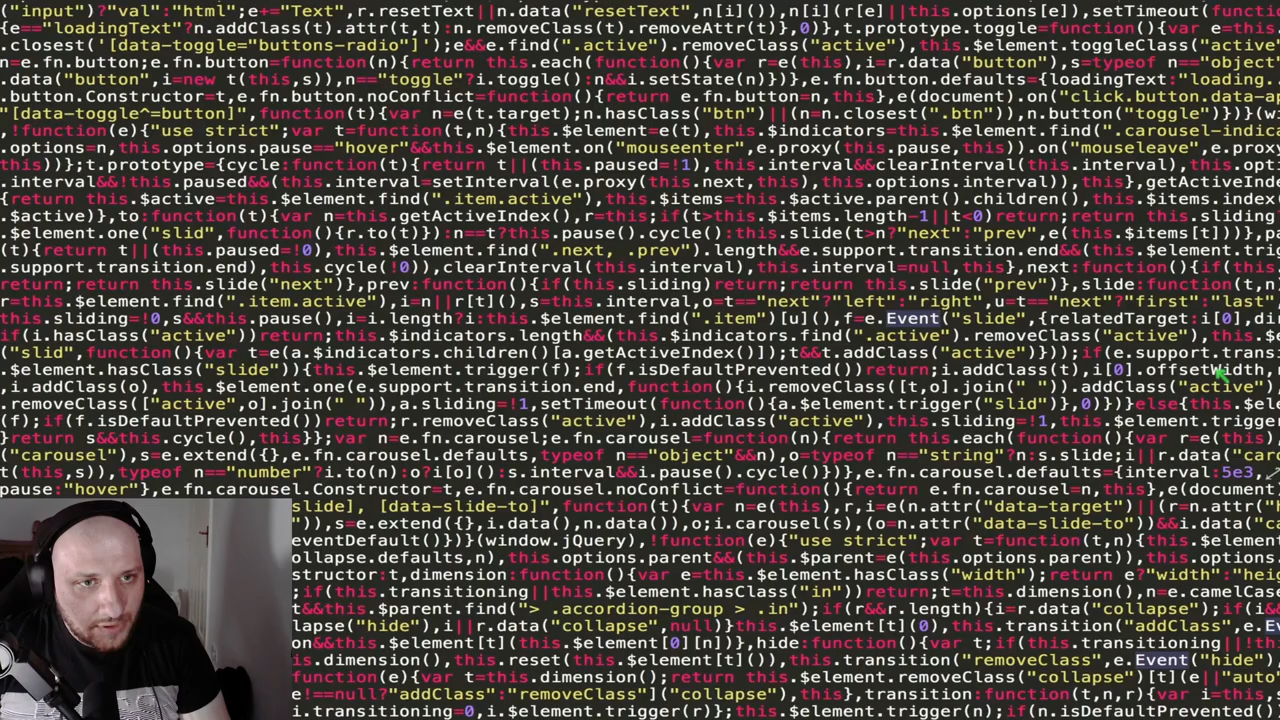 ("input")?"val":"html";e+="Text",r.resetText||n.data("resetText",n[i]()),n[i](r[e]||this.options[e]),setTimeout(functio
{e=="loadingText"?n.addClass(t).attr(t,t):n.removeClass(t).removeAttr(t)},0)},t.prototype.toggle=function(){var e=this.
.closest('[data-toggle="buttons-radio"]');e&&e.find(".active").removeClass("active"),this.$element.toggleClass("active"
n=e.fn.button;e.fn.button=function(n){return this.each(function(){var r=e(this),i=r.data("button"),s=typeof n=="object"
.data("button",i=new t(this,s)),n=="toggle"?i.toggle():n&&i.setState(n)})},e.fn.button.defaults={loadingText:"loading.
button.Constructor=t,e.fn.button.noConflict=function(){return e.fn.button=n,this},e(document).on("click.button.data-ap
"[data-toggle^=button]",function(t){var n=e(t.target);n.hasClass("btn")||(n=n.closest(".btn")),n.button("toggle")})}(w
,!function(e){"use strict";var t=function(t,n){this.$element=e(t),this.$indicators=this.$element.find(".carousel-indic
.options=n,this.options.pause=="hover"&&this.$element.on("mouseenter",e.proxy(this.pause,this)).on("mouseleave",e.proxy
this))};t.prototype={cycle:function(t){return t||(this.paused=!1),this.interval&&clearInterval(this.interval),this.opt
.interval&&!this.paused&&(this.interval=setInterval(e.proxy(this.next,this),this.options.interval)),this},getActiveInd
{return this.$active=this.$element.find(".item.active"),this.$items=this.$active.parent().children(),this.$items.index
.$active)},to:function(t){var n=this.getActiveIndex(),r=this;if(t>this.$items.length-1||t<0)return;return this.sliding
.$element.one("slid",function(){r.to(t)}):n==t?this.pause().cycle():this.slide(t>n?"next":"prev",e(this.$items[t]))},pa
(t){return t||(this.paused=!0),this.$element.find(".next, .prev").length&&e.support.transition.end&&(this.$element.trig
.support.transition.end),this.cycle(!0)),clearInterval(this.interval),this.interval=null,this},next:function(){if(this
return;return this.slide("next")},prev:function(){if(this.sliding)return;return this.slide("prev")},slide:function(t,n
r=this.$element.find(".item.active"),i=n||r[t](),s=this.interval,o=t=="next"?"left":"right",u=t=="next"?"first":"last"
this.sliding=!0,s&&this.pause(),i=i.length?i:this.$element.find(".item")[u](),f=e.Event("slide",{relatedTarget:i[0],di
if(i.hasClass("active"))return;this.$indicators.length&&(this.$indicators.find(".active").removeClass("active"),this.$
("slid",function(){var t=e(a.$indicators.children()[a.getActiveIndex()]);t&&t.addClass("active")}));if(e.support.trans
.$element.hasClass("slide")){this.$element.trigger(f);if(f.isDefaultPrevented())return;i.addClass(t),i[0].offsetWidth,r
,i.addClass(o),this.$element.one(e.support.transition.end,function(){i.removeClass([t,o].join(" ")).addClass("active")
.removeClass(["active",o].join(" ")),a.sliding=!1,setTimeout(function(){a.$element.trigger("slid")},0)})}else{this.$ele
(f);if(f.isDefaultPrevented())return;r.removeClass("active"),i.addClass("active"),this.sliding=!1,this.$element.trigger
}return s&&this.cycle(),this}};var n=e.fn.carousel;e.fn.carousel=function(n){return this.each(function(){var r=e(this)
("carousel"),s=e.extend({},e.fn.carousel.defaults,typeof n=="object"&&n),o=typeof n=="string"?n:s.slide;i||r.data("caro
t(this,s)),typeof n=="number"?i.to(n):o?i[o]():s.interval&&i.pause().cycle()})},e.fn.carousel.defaults={interval:5e3,
pause:"hover"},e.fn.carousel.Constructor=t,e.fn.carousel.noConflict=function(){return e.fn.carousel=n,this},e(document
slide], [data-slide-to]",function(t){var n=e(this),r,i=e(n.attr("data-target")||(r=n.attr("
")),s=e.extend({},i.data(),n.data()),o;i.carousel(s),(o=n.attr("data-slide-to"))&&i.data("ca
eventDefault()})}(window.jQuery),!function(e){"use strict";var t=function(t,n){this.$element
ollapse.defaults,n),this.options.parent&&(this.$parent=e(this.options.parent)),this.options
structor:t,dimension:function(){var e=this.$element.hasClass("width");return e?"width":"hei
;if(this.transitioning||this.$element.hasClass("in"))return;t=this.dimension(),n=e.camelCase
t&&this.$parent.find("> .accordion-group > .in");if(r&&r.length){i=r.data("collapse");if(i&
lapse("hide"),i||r.data("collapse",null)}this.$element[t](0),this.transition("addClass",e.Ev
on&&this.$element[t](this.$element[0][n])},hide:function(){var t;if(this.transitioning||!th
is.dimension(),this.reset(this.$element[t]()),this.transition("removeClass",e.Event("hide")
function(e){var t=this.dimension();return this.$element.removeClass("collapse")[t](e||"auto
e!==null?"addClass":"removeClass"]("collapse"),this},transition:function(t,n,r){var i=this,s
i.transitioning=0,i.$element.trigger(r)};this.$element.trigger(n);if(n.isDefaultPrevented()